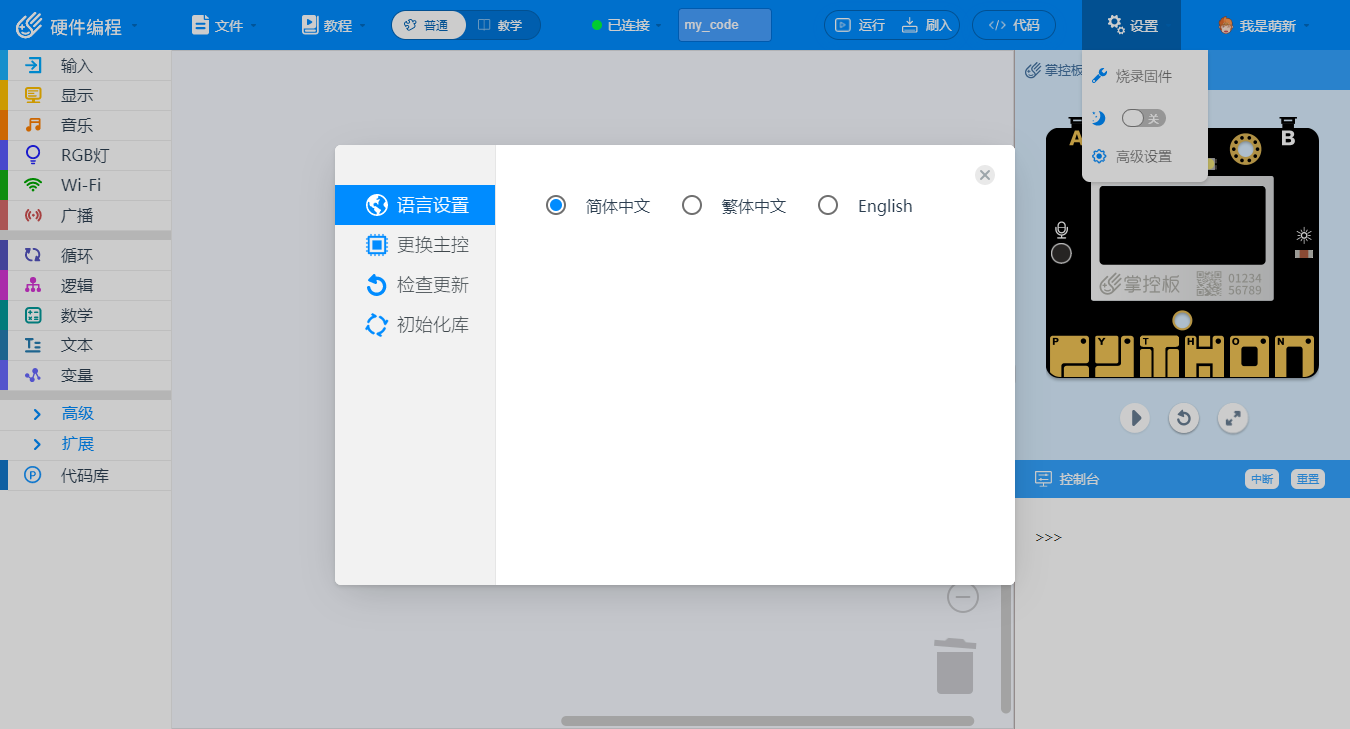 硬件编程
文件
教程
普通
教学
已连接
my_code
运行
刷入
代码
设置
我是萌新
输入
显示
音乐
RGB灯
Wi-Fi
广播
循环
逻辑
数学
文本
变量
高级
扩展
代码库
语言设置
更换主控
检查更新
初始化库
简体中文
繁体中文
English
掌控板
烧录固件
关
高级设置
A
B
掌控板
01234
56789
P Y T H O N
控制台
中断
重置
>>>